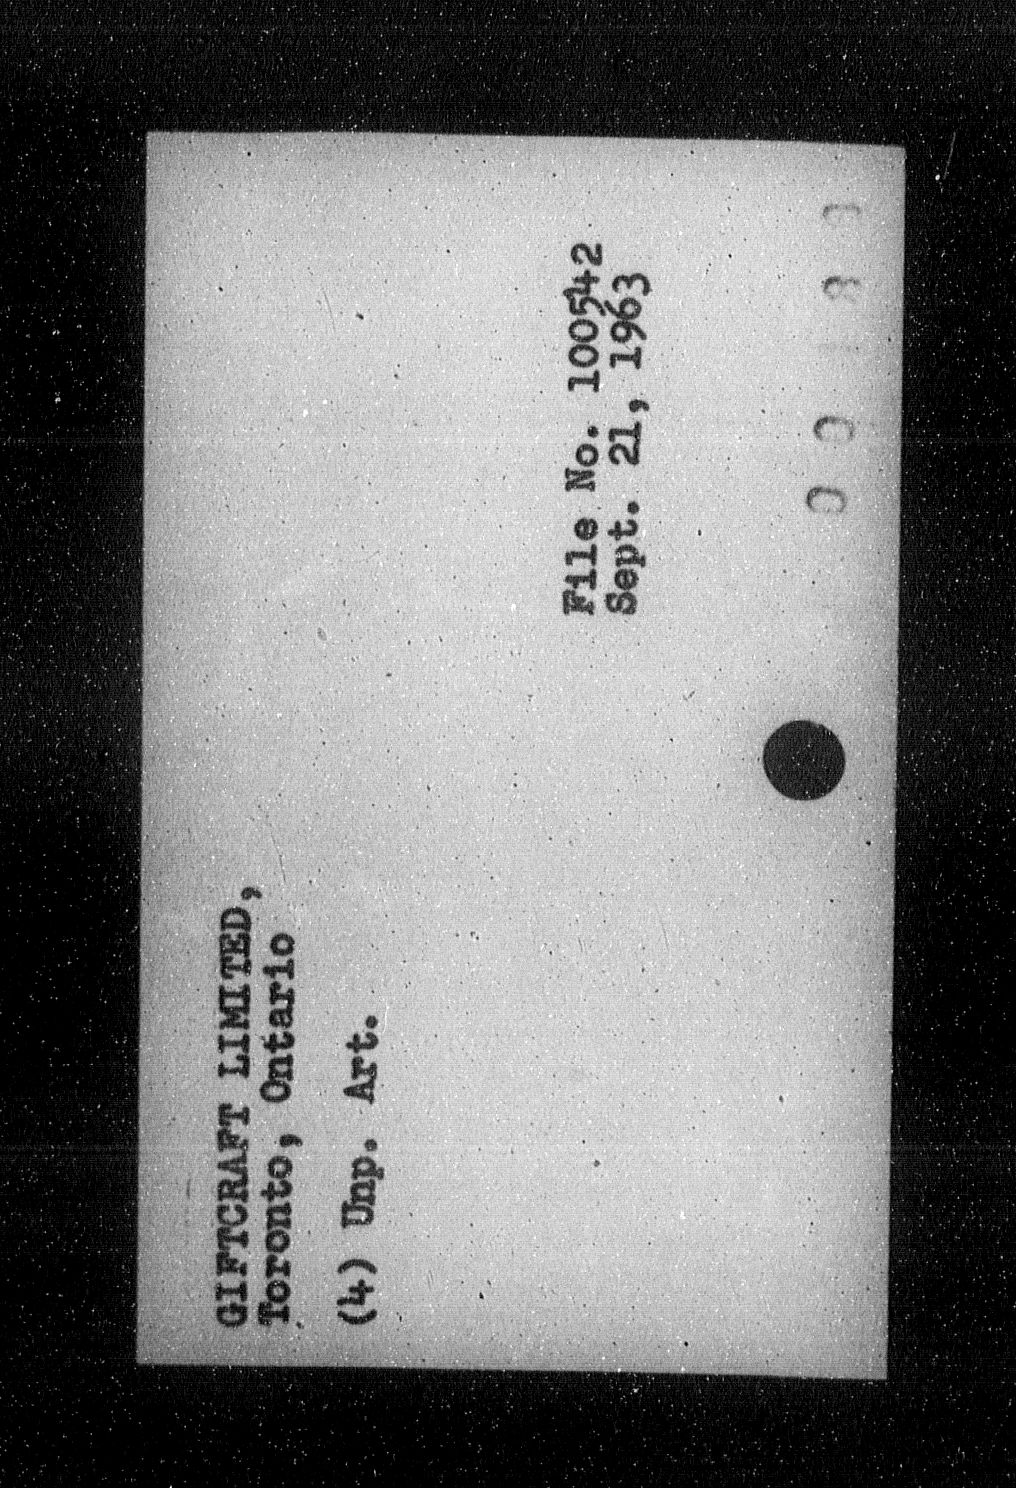 GIFTCRAFT LIMITED,
Toronto, Ontario
(4) Unp. Art.
File No. 100542
Sept. 21, 1963